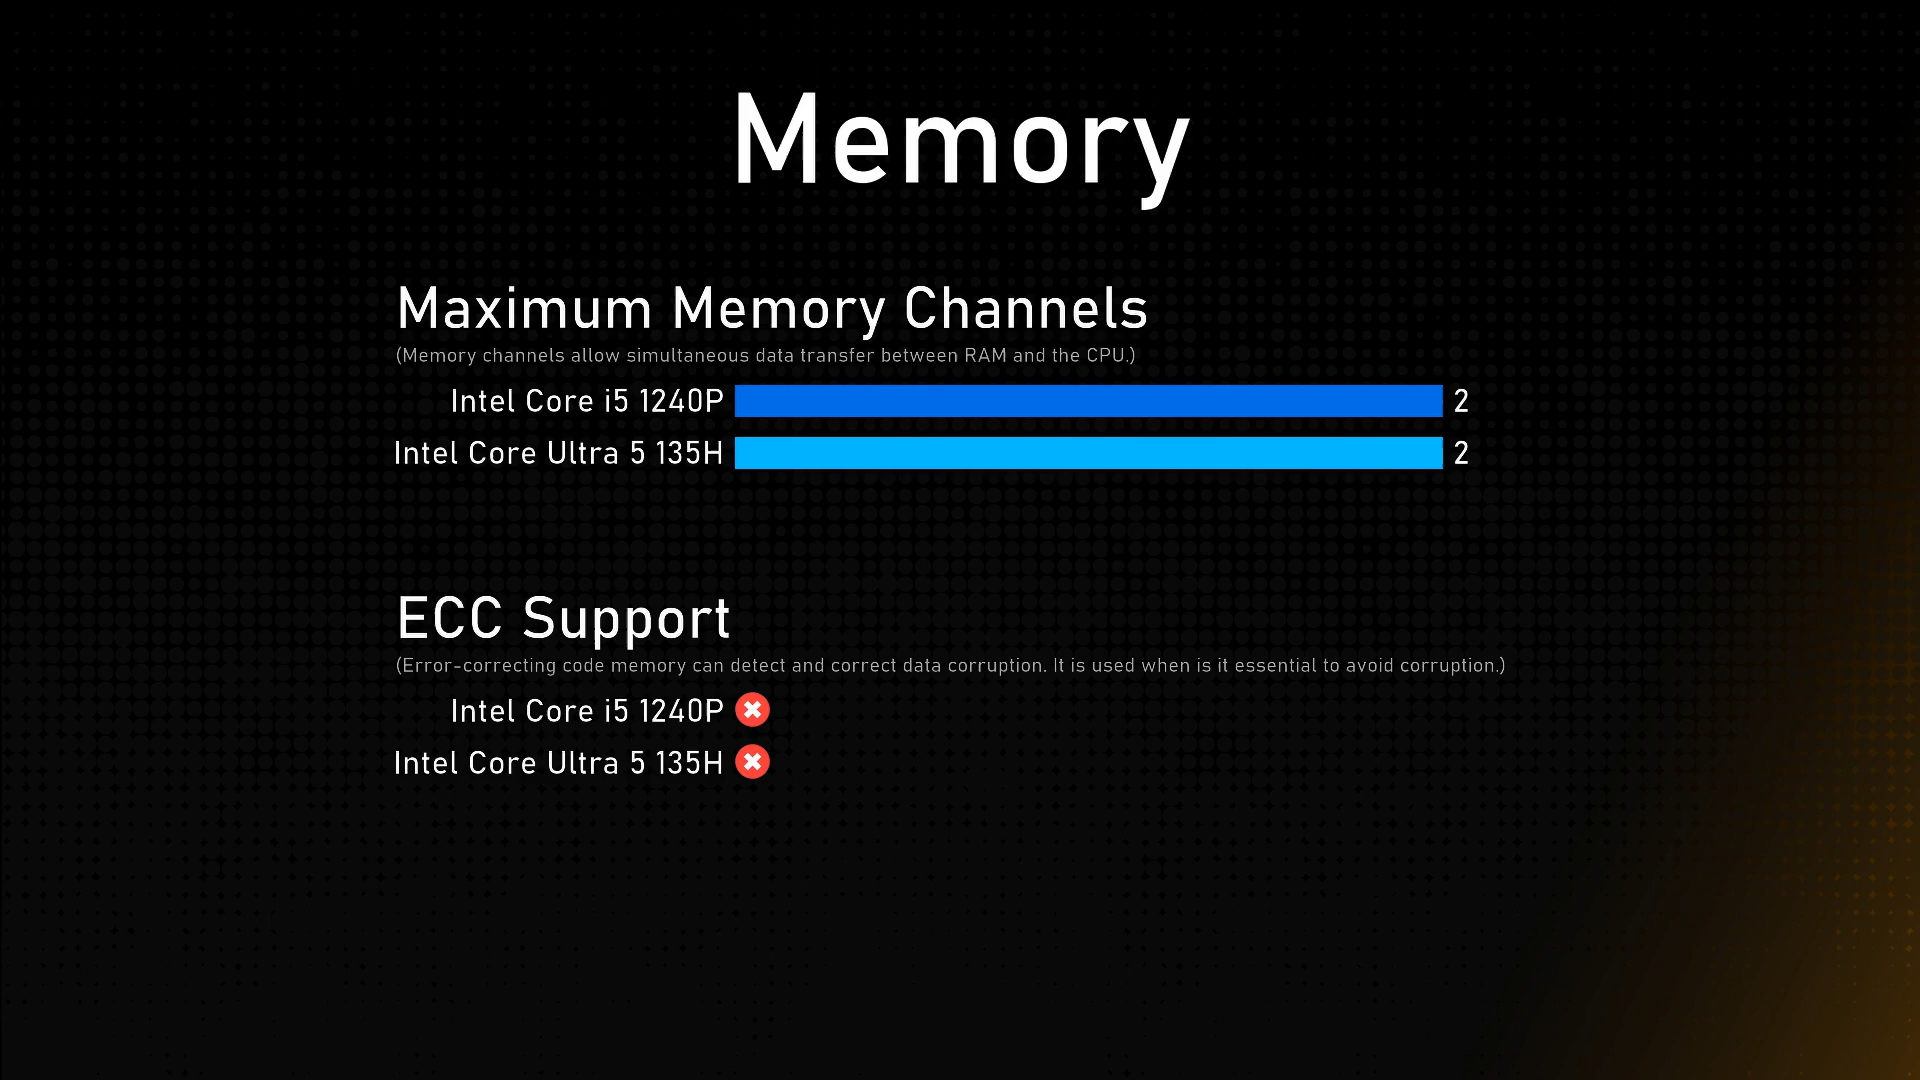 Memory
Maximum Memory Channels
(Memory channels allow simultaneous data transfer between RAM and the CPU.)
Intel Core i5 1240P 2
Intel Core Ultra 5 135H 2
ECC Support
(Error-correcting code memory can detect and correct data corruption. It is used when is it essential to avoid corruption.)
Intel Core i5 1240P
Intel Core Ultra 5 135H